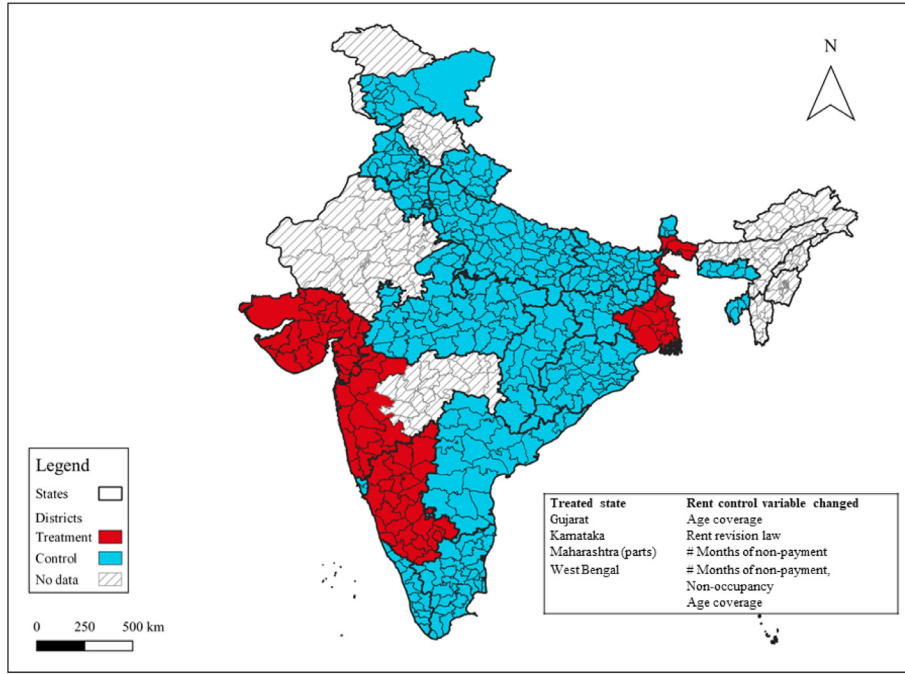 N
Legend
States
Districts
Treatment
Control
No data
0 250 500 km
Treated state Rent control variable changed
Gujarat Age coverage
Karnataka Rent revision law
Maharashtra (parts) # Months of non-payment
West Bengal # Months of non-payment,
Non-occupancy
Age coverage